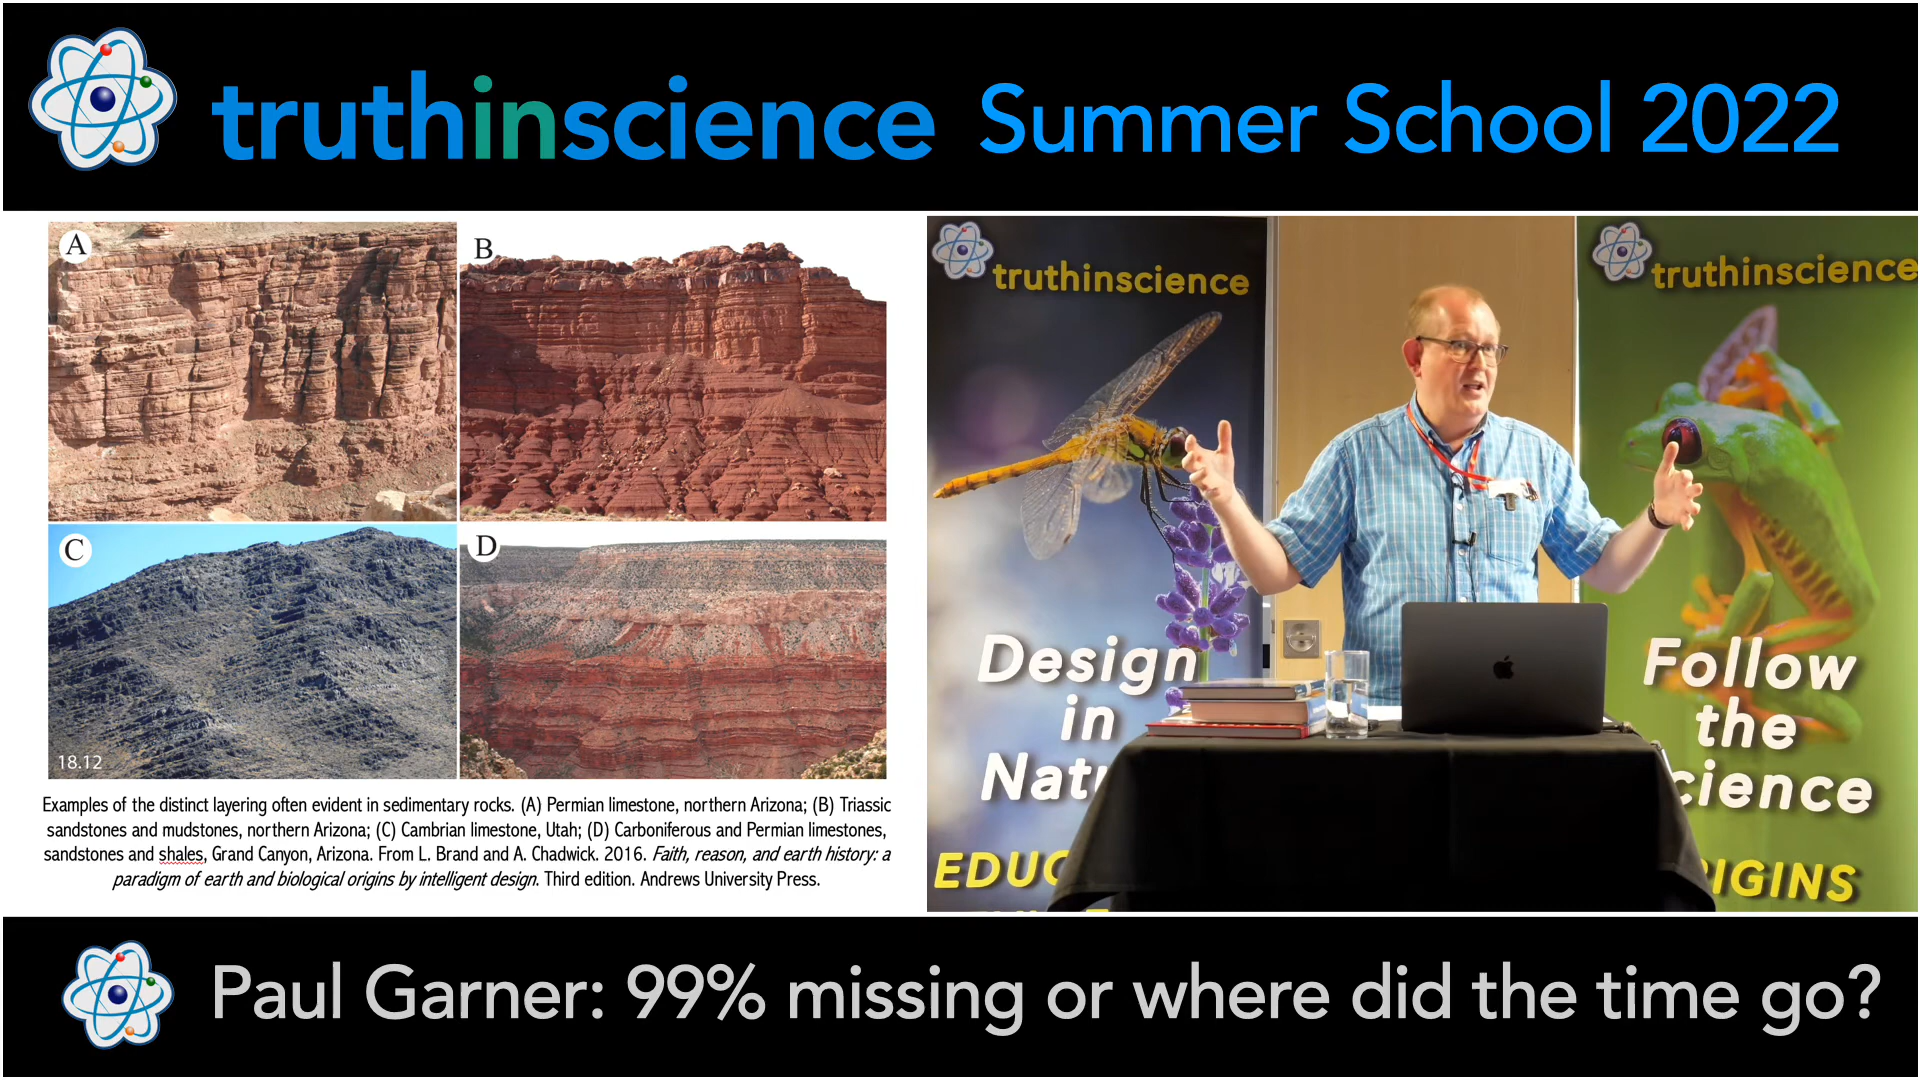 truthinscience Summer School 2022
A
B
C
D
18.12
Examples of the distinct layering often evident in sedimentary rocks. (A) Permian limestone, northern Arizona; (B) Triassic
sandstones and mudstones, northern Arizona; (C) Cambrian limestone, Utah; (D) Carboniferous and Permian limestones,
sandstones and shales, Grand Canyon, Arizona. From L. Brand and A. Chadwick. 2016. Faith, reason, and earth history: a
paradigm of earth and biological origins by intelligent design. Third edition. Andrews University Press.
truthinscience
Design
in
Natu
EDUC
truthinscience
Follow
the
cience
IGINS
Paul Garner: 99% missing or where did the time go?